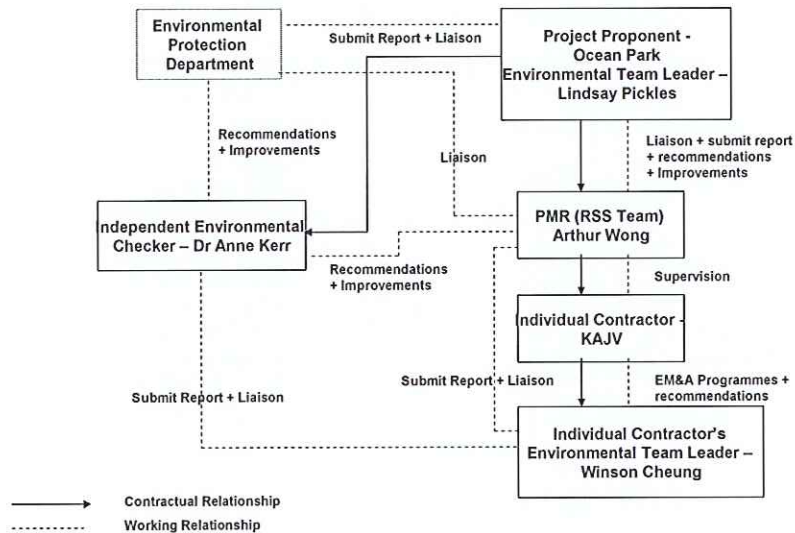 Environmental
Protection
Department
Submit Report + Liaison
Project Proponent -
Ocean Park
Environmental Team Leader –
Lindsay Pickles
Recommendations
+ Improvements
Liaison
Liaison + submit report
+ recommendations
+ Improvements
Independent Environmental
Checker – Dr Anne Kerr
PMR (RSS Team)
Arthur Wong
Recommendations
+ Improvements
Supervision
Individual Contractor -
KAJV
Submit Report + Liaison
Submit Report + Liaison
EM&A Programmes +
recommendations
Individual Contractor's
Environmental Team Leader –
Winson Cheung
Contractual Relationship
Working Relationship